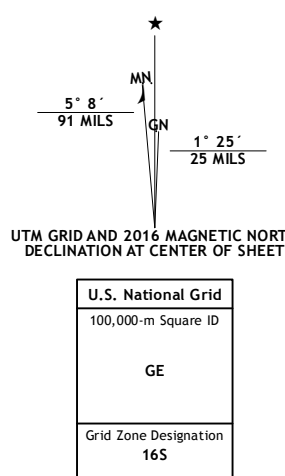 ★
MN
5° 8´
91 MILS
GN
1° 25´
25 MILS
UTM GRID AND 2016 MAGNETIC NORT
DECLINATION AT CENTER OF SHEET
U.S. National Grid
100,000-m Square ID
GE
Grid Zone Designation
16S